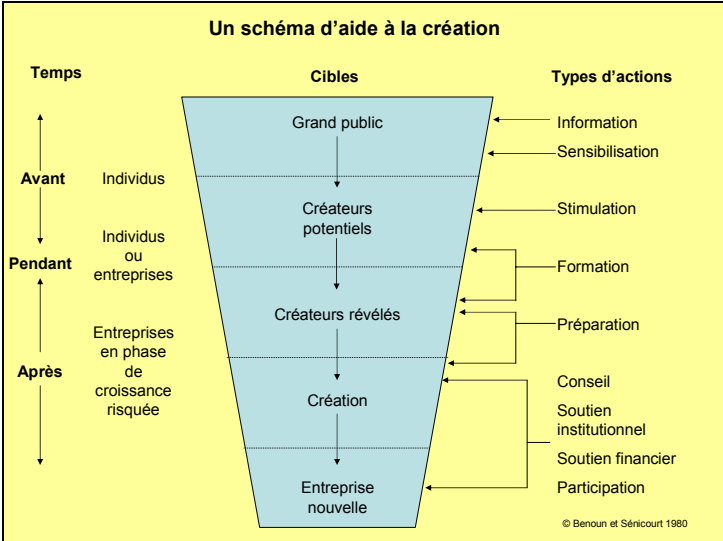 Un schéma d'aide à la création
Temps
Cibles
Types d'actions
Avant
Pendant
Après
Individus
Individus
ou
entreprises
Entreprises
en phase
de
croissance
risquée
Grand public
Créateurs
potentiels
Créateurs révélés
Création
Entreprise
nouvelle
Information
Sensibilisation
Stimulation
Formation
Préparation
Conseil
Soutien
institutionnel
Soutien financier
Participation
© Benoun et Sénicourt 1980